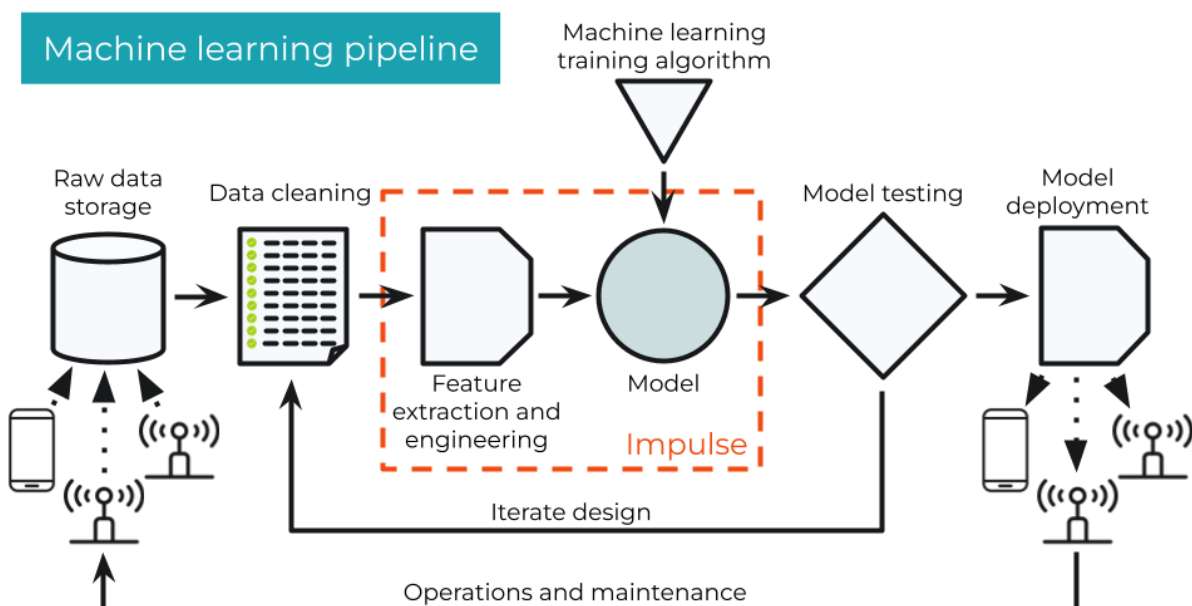 Machine learning pipeline
Machine learning
training algorithm
Raw data
storage
Data cleaning
Model testing
Model
deployment
Feature
extraction and
engineering
Model
Impulse
Iterate design
Operations and maintenance